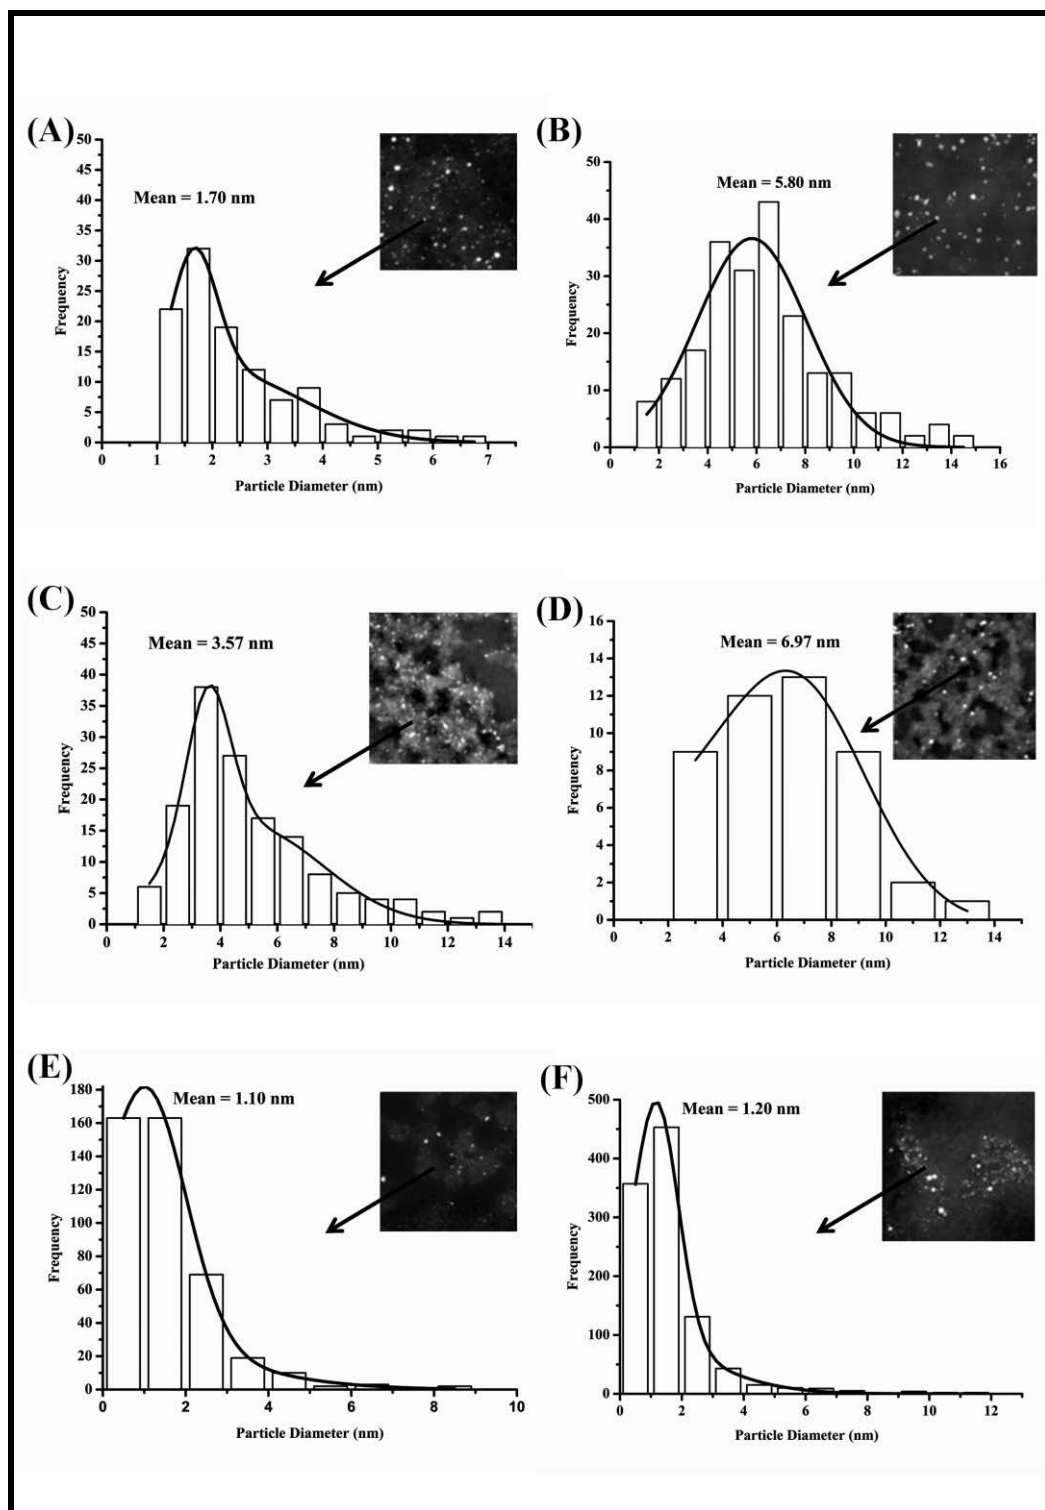 (A)
50
45
40
35
30
25
20
15
10
5
0
Frequency
Mean = 1.70 nm
0 1 2 3 4 5 6 7
Particle Diameter (nm)
(B)
50
40
30
20
10
0
Frequency
Mean = 5.80 nm
0 2 4 6 8 10 12 14 16
Particle Diameter (nm)
(C)
50
45
40
35
30
25
20
15
10
5
0
Frequency
Mean = 3.57 nm
0 2 4 6 8 10 12 14
Particle Diameter (nm)
(D)
16
14
12
10
8
6
4
2
0
Frequency
Mean = 6.97 nm
0 2 4 6 8 10 12 14
Particle Diameter (nm)
(E)
180
160
140
120
100
80
60
40
20
0
Frequency
Mean = 1.10 nm
0 2 4 6 8 10
Particle Diameter (nm)
(F)
500
400
300
200
100
0
Frequency
Mean = 1.20 nm
0 2 4 6 8 10 12
Particle Diameter (nm)